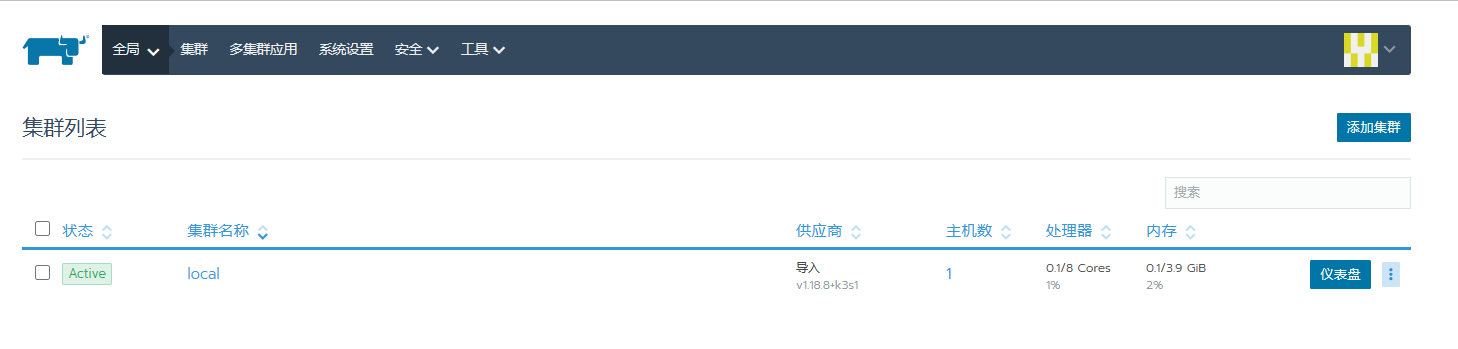 全局 集群 多集群应用 系统设置 安全 工具
集群列表 添加集群
搜索
状态 集群名称 供应商 主机数 处理器 内存
Active local 导入 1 0.1/8 Cores 0.1/3.9 GiB 仪表盘
v1.18.8+k3s1 1% 2%